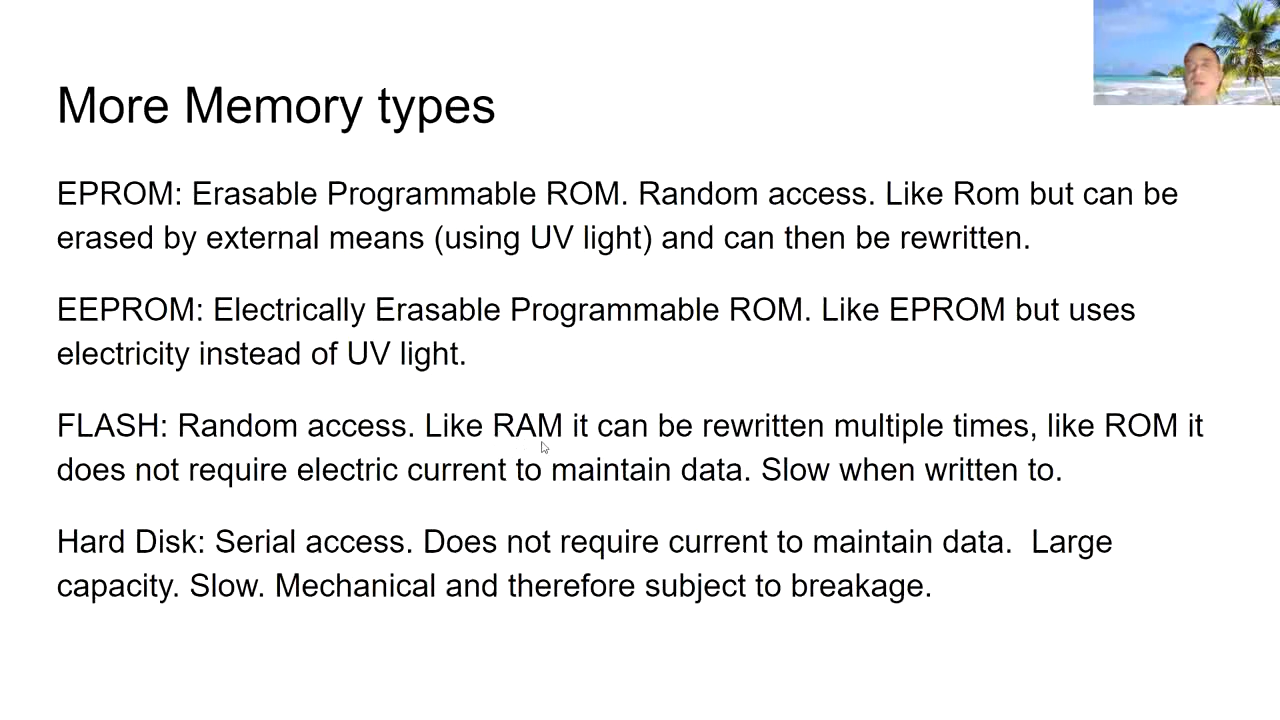 More Memory types
EPROM: Erasable Programmable ROM. Random access. Like Rom but can be
erased by external means (using UV light) and can then be rewritten.
EEPROM: Electrically Erasable Programmable ROM. Like EPROM but uses
electricity instead of UV light.
FLASH: Random access. Like RAM it can be rewritten multiple times, like ROM it
does not require electric current to maintain data. Slow when written to.
Hard Disk: Serial access. Does not require current to maintain data.  Large
capacity. Slow. Mechanical and therefore subject to breakage.